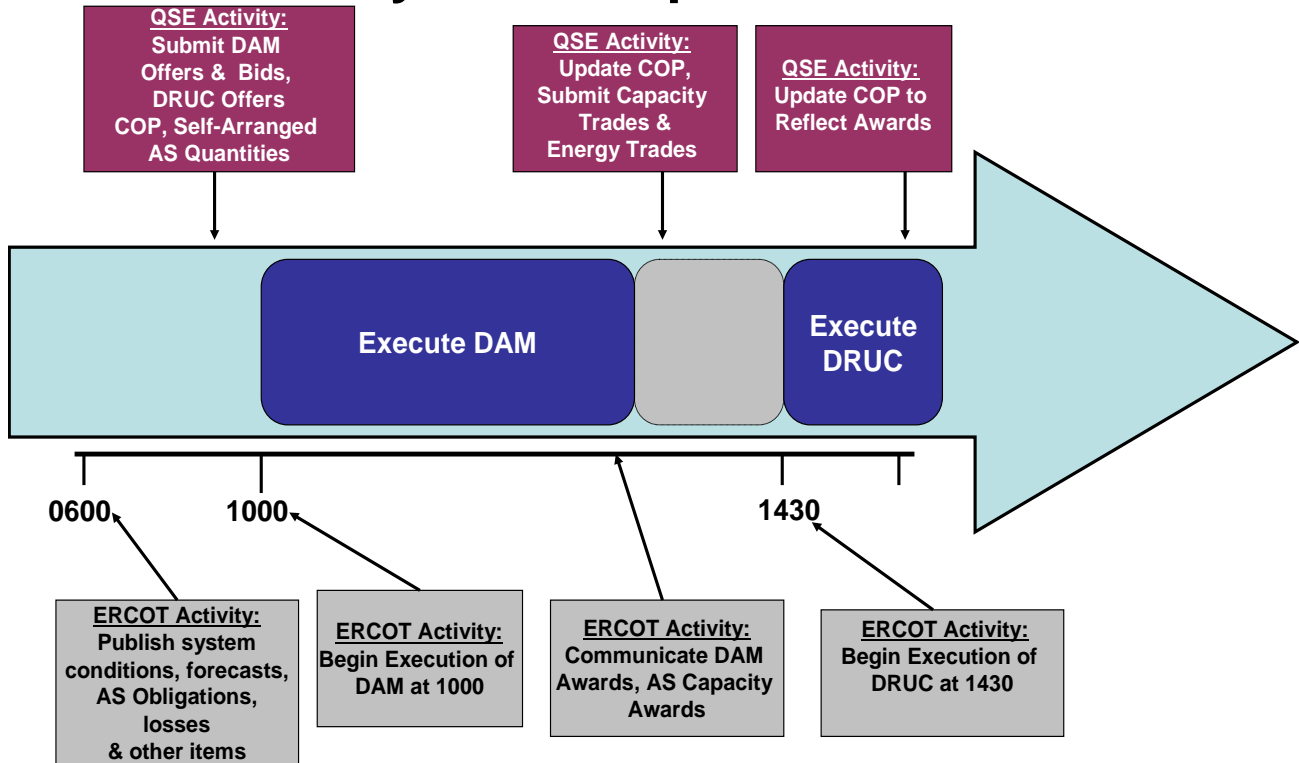 QSE Activity:
Submit DAM
Offers & Bids,
DRUC Offers
COP, Self-Arranged
AS Quantities
QSE Activity:
Update COP,
Submit Capacity
Trades &
Energy Trades
QSE Activity:
Update COP to
Reflect Awards
Execute DAM
Execute
DRUC
0600
1000
1430
ERCOT Activity:
Publish system
conditions, forecasts,
AS Obligations,
losses
& other items
ERCOT Activity:
Begin Execution of
DAM at 1000
ERCOT Activity:
Communicate DAM
Awards, AS Capacity
Awards
ERCOT Activity:
Begin Execution of
DRUC at 1430